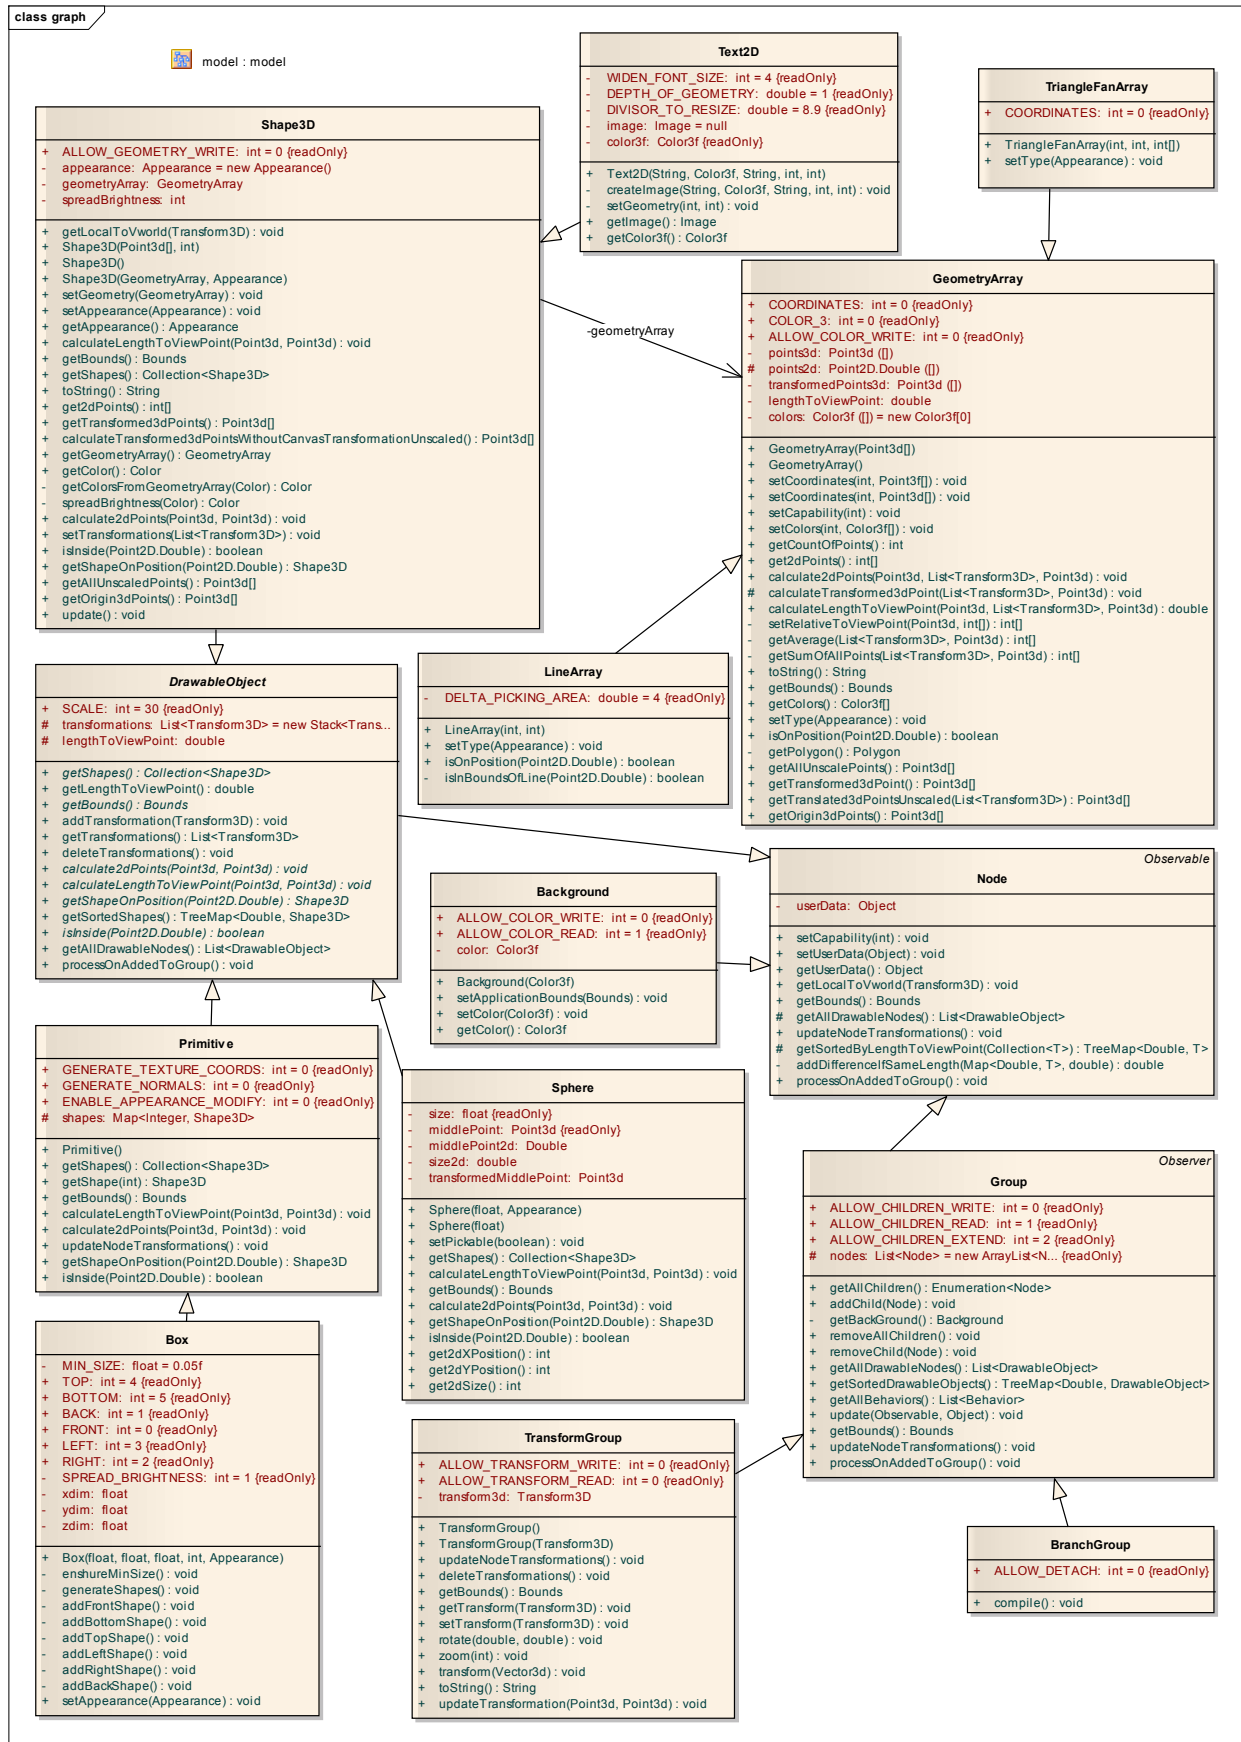 class graph
model : model
Text2D
- WIDEN_FONT_SIZE: int = 4 {readOnly}
- DEPTH_OF_GEOMETRY: double = 1 {readOnly}
- DIVISOR_TO_RESIZE: double = 8.9 {readOnly}
- image: Image = null
- color3f: Color3f {readOnly}
+ Text2D(String, Color3f, String, int, int)
- createImage(String, Color3f, String, int, int) : void
- setGeometry(int, int) : void
+ getImage() : Image
+ getColor3f() : Color3f
TriangleFanArray
+ COORDINATES: int = 0 {readOnly}
+ TriangleFanArray(int, int, int[])
+ setType(Appearance) : void
Shape3D
+ ALLOW_GEOMETRY_WRITE: int = 0 {readOnly}
- appearance: Appearance = new Appearance()
- geometryArray: GeometryArray
- spreadBrightness: int
+ getLocalToVworld(Transform3D) : void
+ Shape3D(Point3d[], int)
+ Shape3D()
+ Shape3D(GeometryArray, Appearance)
+ setGeometry(GeometryArray) : void
+ setAppearance(Appearance) : void
+ getAppearance() : Appearance
+ calculateLengthToViewPoint(Point3d, Point3d) : void
+ getBounds() : Bounds
+ getShapes() : Collection<Shape3D>
+ toString() : String
+ get2dPoints() : int[]
+ getTransformed3dPoints() : Point3d[]
+ calculateTransformed3dPointsWithoutCanvasTransformationUnscaled() : Point3d[]
+ getGeometryArray() : GeometryArray
+ getColor() : Color
- getColorsFromGeometryArray(Color) : Color
- spreadBrightness(Color) : Color
+ calculate2dPoints(Point3d, Point3d) : void
+ setTransformations(List<Transform3D>) : void
+ isInside(Point2D.Double) : boolean
+ getShapeOnPosition(Point2D.Double) : Shape3D
+ getAllUnscaledPoints() : Point3d[]
+ getOrigin3dPoints() : Point3d[]
+ update() : void
-geometryArray
GeometryArray
+ COORDINATES: int = 0 {readOnly}
+ COLOR_3: int = 0 {readOnly}
+ ALLOW_COLOR_WRITE: int = 0 {readOnly}
- points3d: Point3d ([])
# points2d: Point2D.Double ([])
- transformedPoints3d: Point3d ([])
- lengthToViewPoint: double
- colors: Color3f ([]) = new Color3f[0]
+ GeometryArray(Point3d[])
+ GeometryArray()
+ setCoordinates(int, Point3f[]) : void
+ setCoordinates(int, Point3d[]) : void
+ setCapability(int) : void
+ setColors(int, Color3f[]) : void
+ getCountOfPoints() : int
+ get2dPoints() : int[]
+ calculate2dPoints(Point3d, List<Transform3D>, Point3d) : void
# calculateTransformed3dPoint(List<Transform3D>, Point3d) : void
+ calculateLengthToViewPoint(Point3d, List<Transform3D>, Point3d) : double
- setRelativeToViewPoint(Point3d, int[]) : int[]
- getAverage(List<Transform3D>, Point3d) : int[]
- getSumOfAllPoints(List<Transform3D>, Point3d) : int[]
+ toString() : String
+ getBounds() : Bounds
+ getColors() : Color3f[]
+ setType(Appearance) : void
+ isOnPosition(Point2D.Double) : boolean
- getPolygon() : Polygon
+ getAllUnscalePoints() : Point3d[]
+ getTransformed3dPoint() : Point3d[]
+ getTranslated3dPointsUnscaled(List<Transform3D>) : Point3d[]
+ getOrigin3dPoints() : Point3d[]
LineArray
- DELTA_PICKING_AREA: double = 4 {readOnly}
+ LineArray(int, int)
+ setType(Appearance) : void
+ isOnPosition(Point2D.Double) : boolean
- isInBoundsOfLine(Point2D.Double) : boolean
DrawableObject
+ SCALE: int = 30 {readOnly}
# transformations: List<Transform3D> = new Stack<Trans...
# lengthToViewPoint: double
+ getShapes() : Collection<Shape3D>
+ getLengthToViewPoint() : double
+ getBounds() : Bounds
+ addTransformation(Transform3D) : void
+ getTransformations() : List<Transform3D>
+ deleteTransformations() : void
+ calculate2dPoints(Point3d, Point3d) : void
+ calculateLengthToViewPoint(Point3d, Point3d) : void
+ getShapeOnPosition(Point2D.Double) : Shape3D
+ getSortedShapes() : TreeMap<Double, Shape3D>
+ isInside(Point2D.Double) : boolean
+ getAllDrawableNodes() : List<DrawableObject>
+ processOnAddedToGroup() : void
Background
+ ALLOW_COLOR_WRITE: int = 0 {readOnly}
+ ALLOW_COLOR_READ: int = 1 {readOnly}
- color: Color3f
+ Background(Color3f)
+ setApplicationBounds(Bounds) : void
+ setColor(Color3f) : void
+ getColor() : Color3f
Observable
Node
- userData: Object
+ setCapability(int) : void
+ setUserData(Object) : void
+ getUserData() : Object
+ getLocalToVworld(Transform3D) : void
+ getBounds() : Bounds
# getAllDrawableNodes() : List<DrawableObject>
+ updateNodeTransformations() : void
# getSortedByLengthToViewPoint(Collection<T>) : TreeMap<Double, T>
- addDifferenceIfSameLength(Map<Double, T>, double) : double
+ processOnAddedToGroup() : void
Primitive
+ GENERATE_TEXTURE_COORDS: int = 0 {readOnly}
+ GENERATE_NORMALS: int = 0 {readOnly}
+ ENABLE_APPEARANCE_MODIFY: int = 0 {readOnly}
# shapes: Map<Integer, Shape3D>
+ Primitive()
+ getShapes() : Collection<Shape3D>
+ getShape(int) : Shape3D
+ getBounds() : Bounds
+ calculateLengthToViewPoint(Point3d, Point3d) : void
+ calculate2dPoints(Point3d, Point3d) : void
+ updateNodeTransformations() : void
+ getShapeOnPosition(Point2D.Double) : Shape3D
+ isInside(Point2D.Double) : boolean
Sphere
- size: float {readOnly}
- middlePoint: Point3d {readOnly}
- middlePoint2d: Double
- size2d: double
- transformedMiddlePoint: Point3d
+ Sphere(float, Appearance)
+ Sphere(float)
+ setPickable(boolean) : void
+ getShapes() : Collection<Shape3D>
+ calculateLengthToViewPoint(Point3d, Point3d) : void
+ getBounds() : Bounds
+ calculate2dPoints(Point3d, Point3d) : void
+ getShapeOnPosition(Point2D.Double) : Shape3D
+ isInside(Point2D.Double) : boolean
+ get2dXPosition() : int
+ get2dYPosition() : int
+ get2dSize() : int
Observer
Group
+ ALLOW_CHILDREN_WRITE: int = 0 {readOnly}
+ ALLOW_CHILDREN_READ: int = 1 {readOnly}
+ ALLOW_CHILDREN_EXTEND: int = 2 {readOnly}
# nodes: List<Node> = new ArrayList<N... {readOnly}
+ getAllChildren() : Enumeration<Node>
+ addChild(Node) : void
- getBackGround() : Background
+ removeAllChildren() : void
+ removeChild(Node) : void
+ getAllDrawableNodes() : List<DrawableObject>
+ getSortedDrawableObjects() : TreeMap<Double, DrawableObject>
+ getAllBehaviors() : List<Behavior>
+ update(Observable, Object) : void
+ getBounds() : Bounds
+ updateNodeTransformations() : void
+ processOnAddedToGroup() : void
Box
- MIN_SIZE: float = 0.05f
+ TOP: int = 4 {readOnly}
+ BOTTOM: int = 5 {readOnly}
+ BACK: int = 1 {readOnly}
+ FRONT: int = 0 {readOnly}
+ LEFT: int = 3 {readOnly}
+ RIGHT: int = 2 {readOnly}
- SPREAD_BRIGHTNESS: int = 1 {readOnly}
- xdim: float
- ydim: float
- zdim: float
+ Box(float, float, float, int, Appearance)
- enshureMinSize() : void
- generateShapes() : void
- addFrontShape() : void
- addBottomShape() : void
- addTopShape() : void
- addLeftShape() : void
- addRightShape() : void
- addBackShape() : void
+ setAppearance(Appearance) : void
TransformGroup
+ ALLOW_TRANSFORM_WRITE: int = 0 {readOnly}
+ ALLOW_TRANSFORM_READ: int = 0 {readOnly}
- transform3d: Transform3D
+ TransformGroup()
+ TransformGroup(Transform3D)
+ updateNodeTransformations() : void
+ deleteTransformations() : void
+ getBounds() : Bounds
+ getTransform(Transform3D) : void
+ setTransform(Transform3D) : void
+ rotate(double, double) : void
+ zoom(int) : void
+ transform(Vector3d) : void
+ toString() : String
+ updateTransformation(Point3d, Point3d) : void
BranchGroup
+ ALLOW_DETACH: int = 0 {readOnly}
+ compile() : void